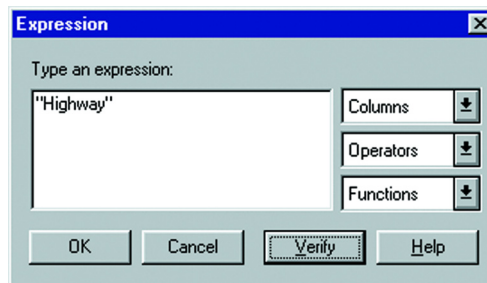 Expression
Type an expression:
"Highway"
Columns
Operators
Functions
OK Cancel Verify Help